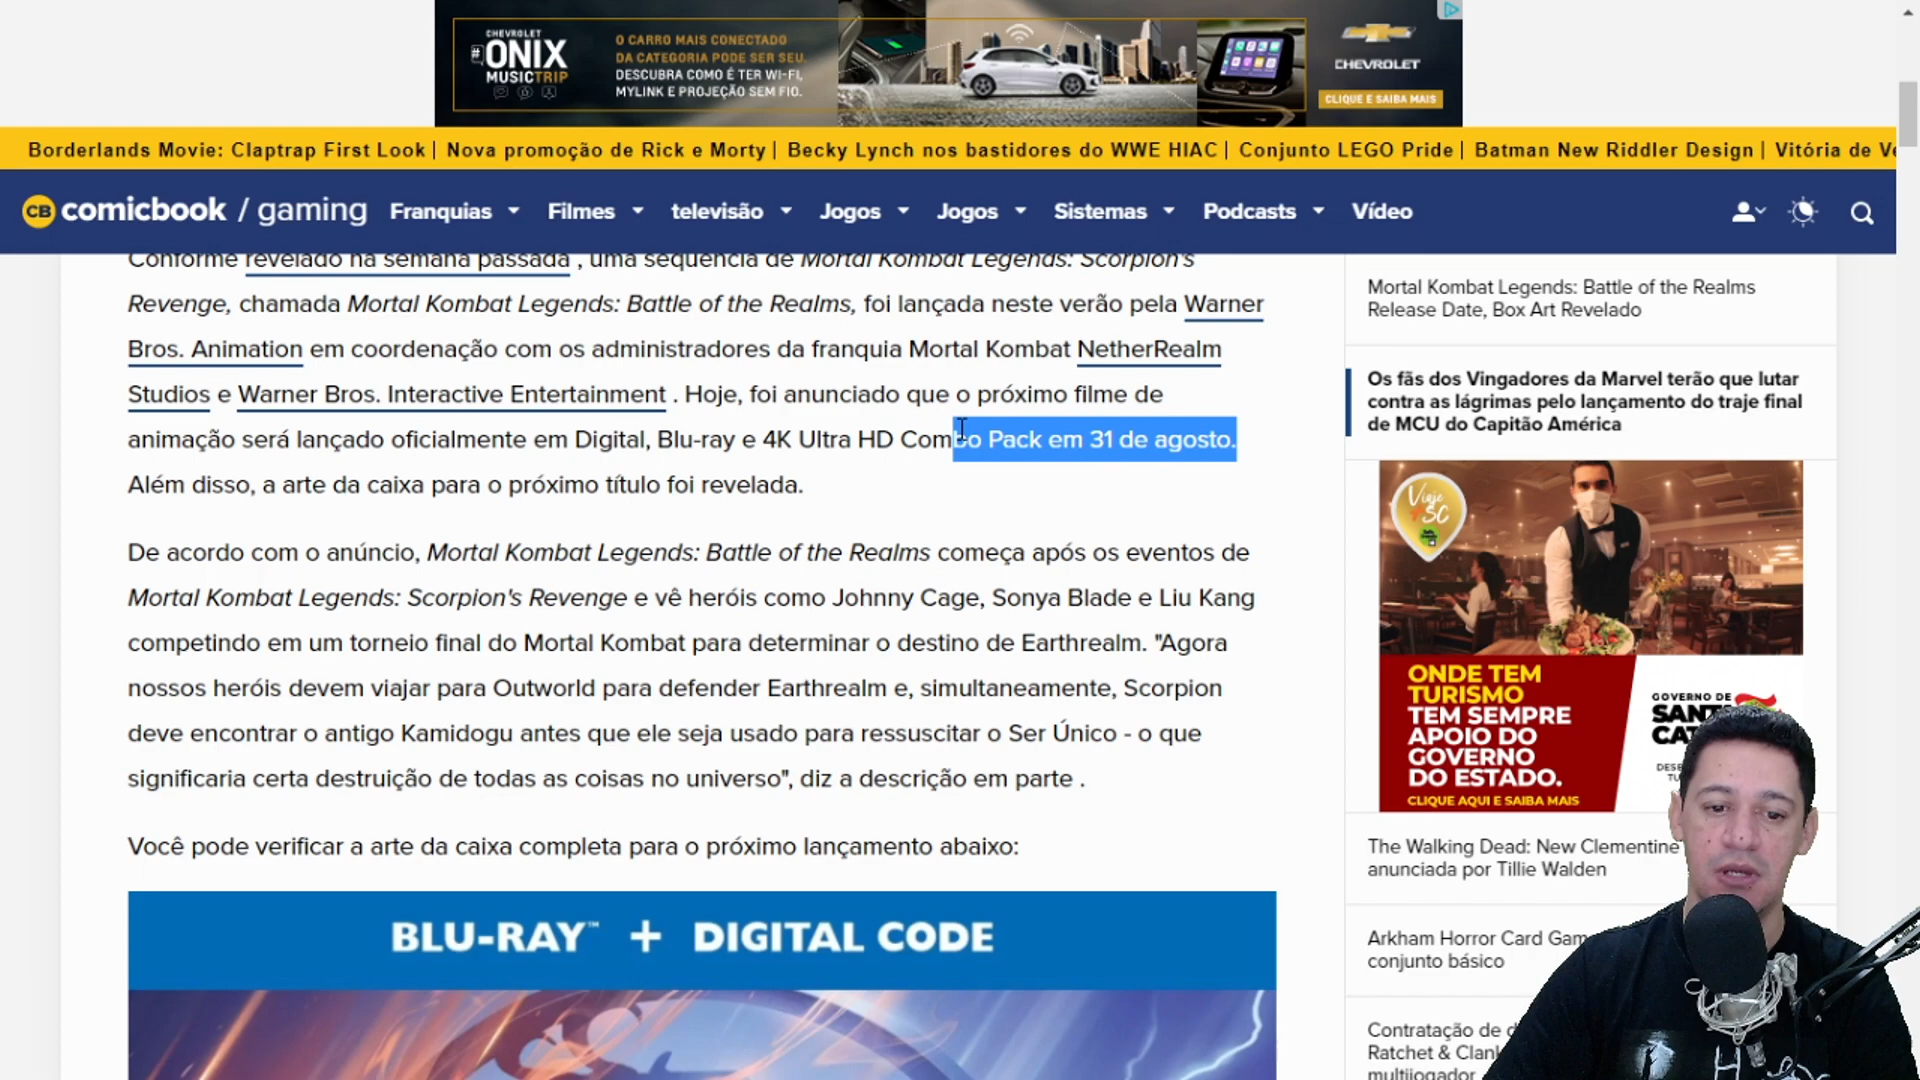 CHEVROLET
#ONIX
MUSICTRIP
O CARRO MAIS CONECTADO
DA CATEGORIA PODE SER SEU.
DESCUBRA COMO É TER WI-FI,
MYLINK E PROJEÇÃO SEM FIO.
CHEVROLET
CLIQUE E SAIBA MAIS
Borderlands Movie: Claptrap First Look | Nova promoção de Rick e Morty | Becky Lynch nos bastidores do WWE HIAC | Conjunto LEGO Pride | Batman New Riddler Design | Vitória de
CB comicbook / gaming Franquias Filmes televisão Jogos Jogos Sistemas Podcasts Vídeo
Conforme revelado na semana passada , uma sequência de Mortal Kombat Legends: Scorpion's
Revenge, chamada Mortal Kombat Legends: Battle of the Realms, foi lançada neste verão pela Warner
Bros. Animation em coordenação com os administradores da franquia Mortal Kombat NetherRealm
Studios e Warner Bros. Interactive Entertainment . Hoje, foi anunciado que o próximo filme de
animação será lançado oficialmente em Digital, Blu-ray e 4K Ultra HD Combo Pack em 31 de agosto.
Além disso, a arte da caixa para o próximo título foi revelada.
De acordo com o anúncio, Mortal Kombat Legends: Battle of the Realms começa após os eventos de
Mortal Kombat Legends: Scorpion's Revenge e vê heróis como Johnny Cage, Sonya Blade e Liu Kang
competindo em um torneio final do Mortal Kombat para determinar o destino de Earthrealm. "Agora
nossos heróis devem viajar para Outworld para defender Earthrealm e, simultaneamente, Scorpion
deve encontrar o antigo Kamidogu antes que ele seja usado para ressuscitar o Ser Único - o que
significaria certa destruição de todas as coisas no universo", diz a descrição em parte .
Você pode verificar a arte da caixa completa para o próximo lançamento abaixo:
BLU-RAY™ + DIGITAL CODE
Mortal Kombat Legends: Battle of the Realms
Release Date, Box Art Revelado
Os fãs dos Vingadores da Marvel terão que lutar
contra as lágrimas pelo lançamento do traje final
de MCU do Capitão América
Viaje
+SC
ONDE TEM
TURISMO
TEM SEMPRE
APOIO DO
GOVERNO
DO ESTADO.
CLIQUE AQUI E SAIBA MAIS
GOVERNO DE
The Walking Dead: New Clementine
anunciada por Tillie Walden
Arkham Horror Card
conjunto básico
Contratação de
Ratchet &
multijogador